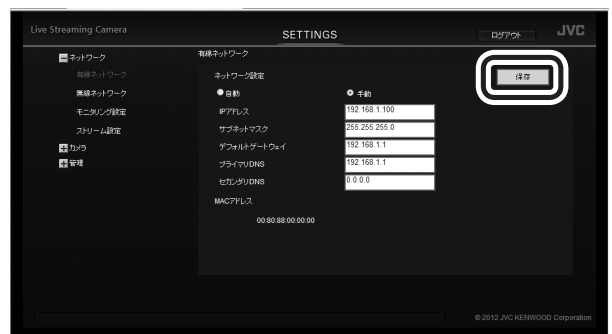 Live Streaming Camera
SETTINGS
ログアウト
JVC
ネットワーク
有線ネットワーク
無線ネットワーク
モニタリング設定
ストリーム設定
カメラ
管理
有線ネットワーク
保存
ネットワーク設定
自動
手動
IPアドレス
192.168.1.100
サブネットマスク
255.255.255.0
デフォルトゲートウェイ
192.168.1.1
プライマリDNS
192.168.1.1
セカンダリDNS
0.0.0.0
MACアドレス
00:80:88:00:00:00
© 2012 JVC KENWOOD Corporation